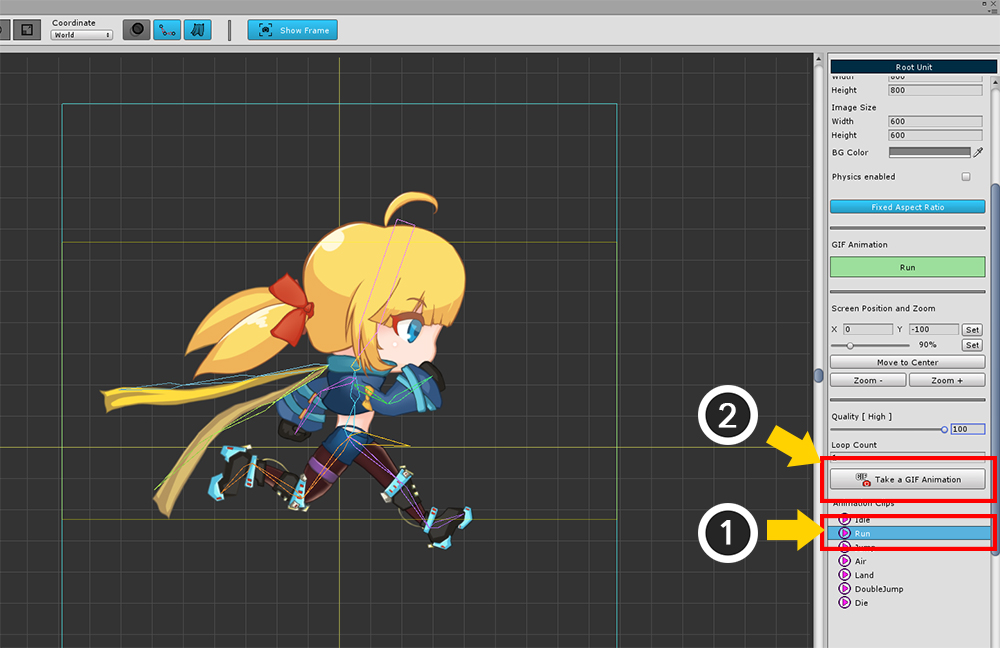 Coordinate
World
Show Frame
Root Unit
Width 800
Height 800
Image Size
Width 600
Height 600
BG Color
Physics enabled
Fixed Aspect Ratio
GIF Animation
Run
Screen Position and Zoom
X 0 Y -100 Set
90% Set
Move to Center
Zoom - Zoom +
Quality [ High ]
100
Loop Count
2
GIF Take a GIF Animation
Animation Clips
Idle
1
Run
Jump
Air
Land
DoubleJump
Die